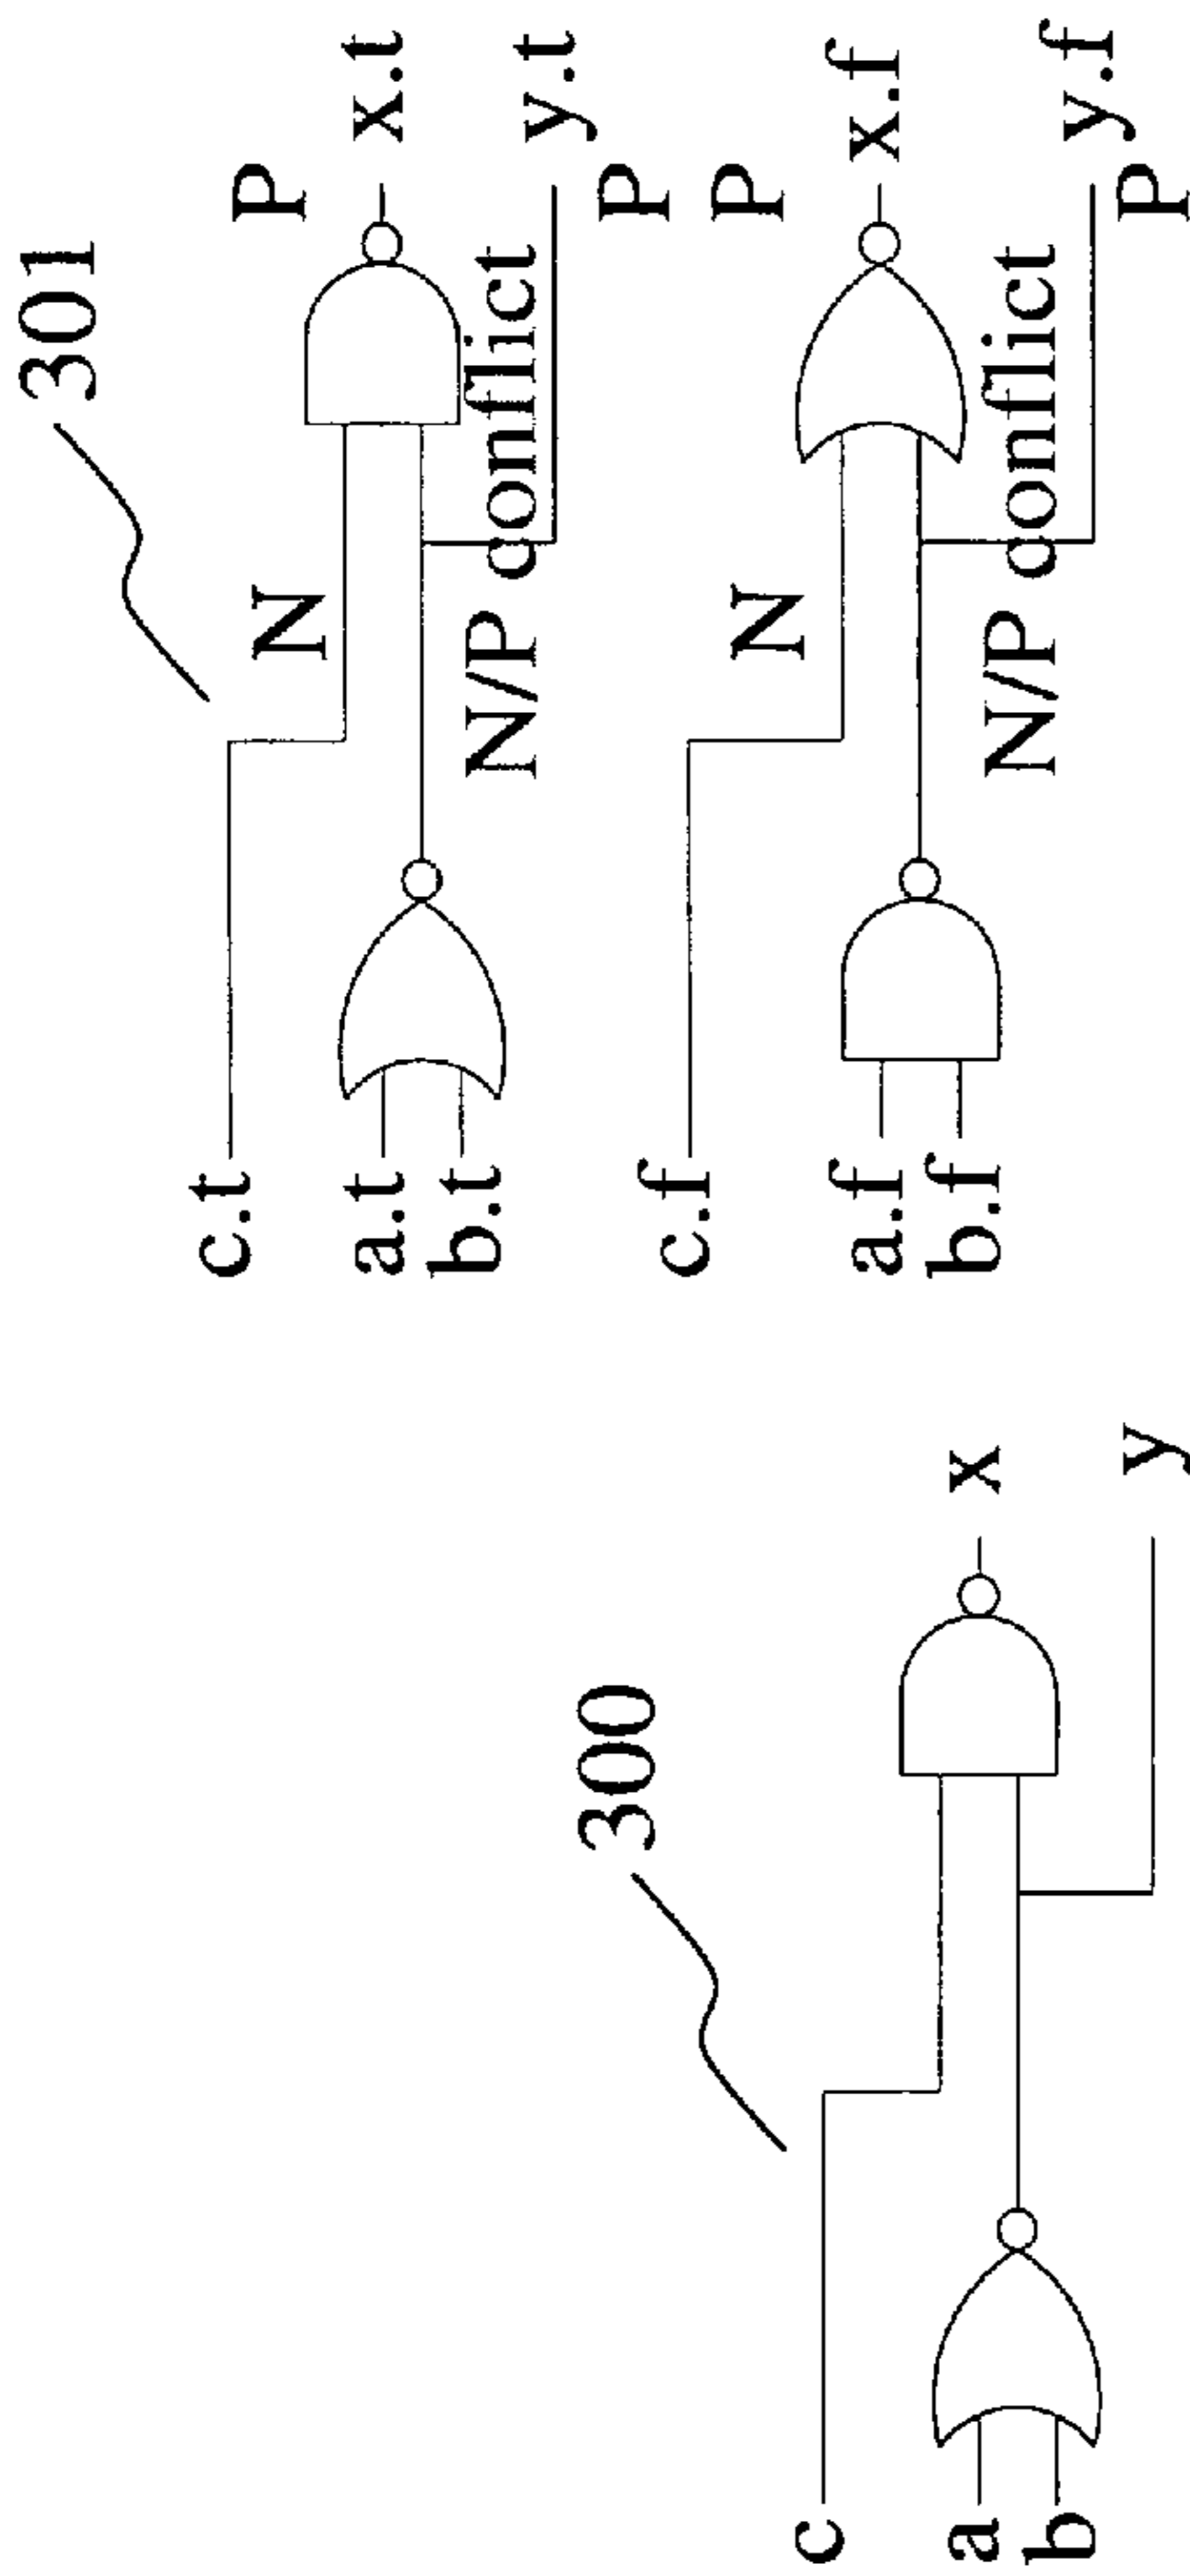 300
c
a
b
x
y
301
c.t
a.t
b.t
N
N/P conflict
P
x.t
y.t
P
c.f
a.f
b.f
N
N/P conflict
P
x.f
y.f
P